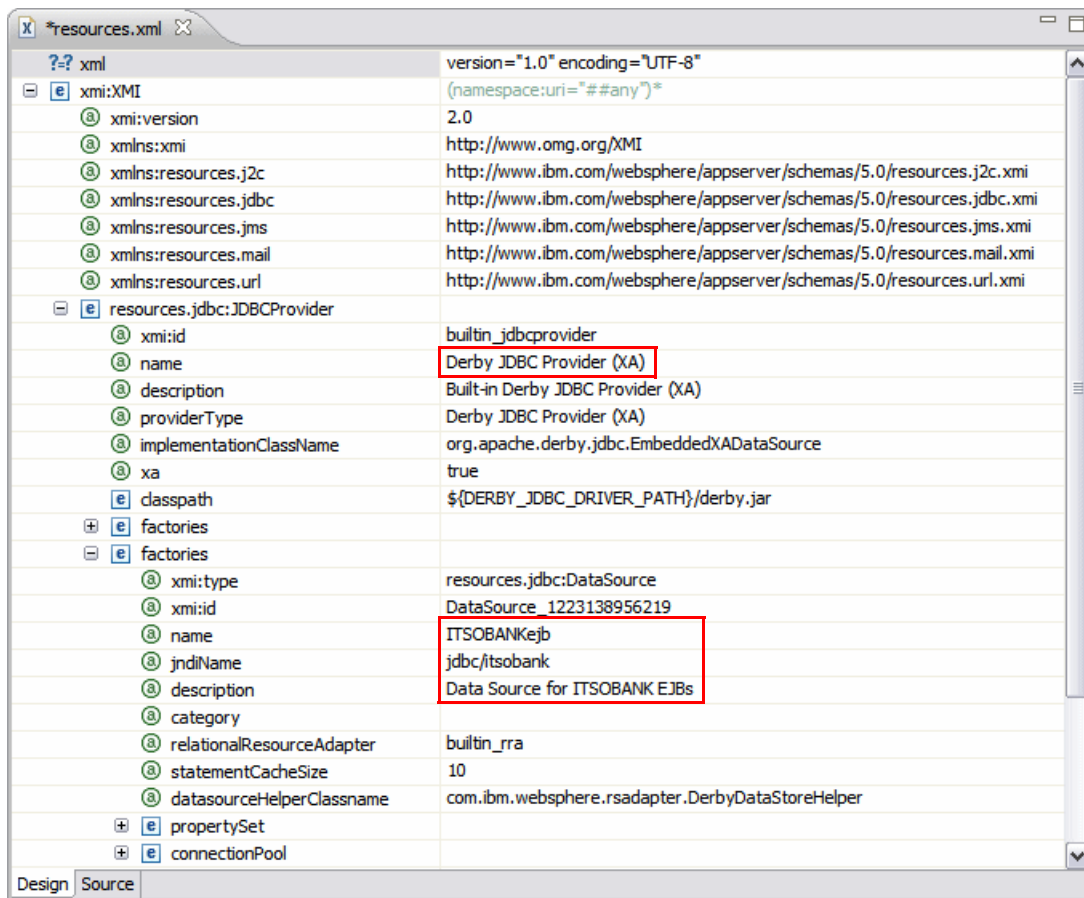 *resources.xml
?=? xml version="1.0" encoding="UTF-8"
e xmi:XMI (namespace:uri="##any")*
a xmi:version 2.0
a xmlns:xmi http://www.omg.org/XMI
a xmlns:resources.j2c http://www.ibm.com/websphere/appserver/schemas/5.0/resources.j2c.xmi
a xmlns:resources.jdbc http://www.ibm.com/websphere/appserver/schemas/5.0/resources.jdbc.xmi
a xmlns:resources.jms http://www.ibm.com/websphere/appserver/schemas/5.0/resources.jms.xmi
a xmlns:resources.mail http://www.ibm.com/websphere/appserver/schemas/5.0/resources.mail.xmi
a xmlns:resources.url http://www.ibm.com/websphere/appserver/schemas/5.0/resources.url.xmi
e resources.jdbc:JDBCProvider
a xmi:id builtin_jdbcprovider
a name Derby JDBC Provider (XA)
a description Built-in Derby JDBC Provider (XA)
a providerType Derby JDBC Provider (XA)
a implementationClassName org.apache.derby.jdbc.EmbeddedXADataSource
a xa true
e classpath ${DERBY_JDBC_DRIVER_PATH}/derby.jar
e factories
e factories
a xmi:type resources.jdbc:DataSource
a xmi:id DataSource_1223138956219
a name ITSOBANKejb
a jndiName jdbc/itsobank
a description Data Source for ITSOBANK EJBs
a category
a relationalResourceAdapter builtin_rra
a statementCacheSize 10
a datasourceHelperClassname com.ibm.websphere.rsadapter.DerbyDataStoreHelper
e propertySet
e connectionPool
Design Source